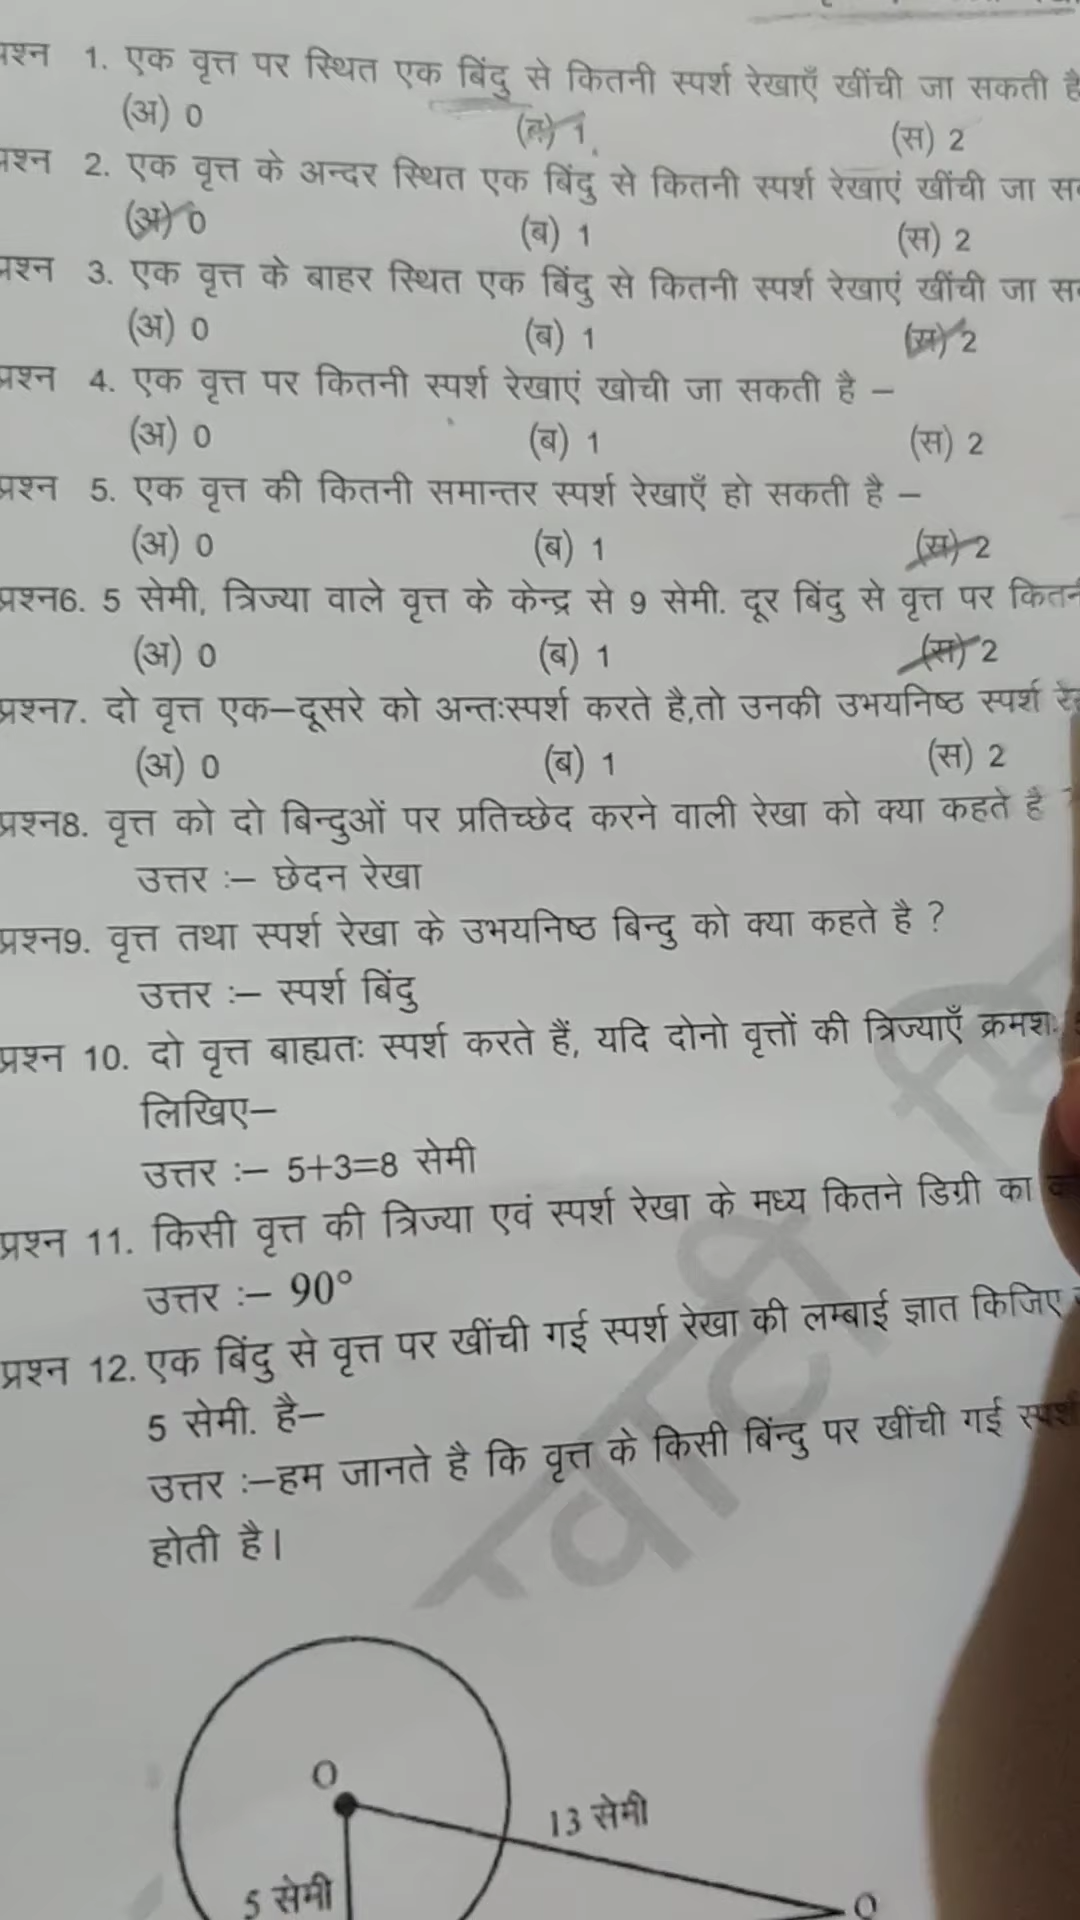 प्रश्न 1. एक वृत्त पर स्थित एक बिंदु से कितनी स्पर्श रेखाएँ खींची जा सकती है
(अ) 0 (ब) 1 (स) 2
प्रश्न 2. एक वृत्त के अन्दर स्थित एक बिंदु से कितनी स्पर्श रेखाएं खींची जा
(अ) 0 (ब) 1 (स) 2
प्रश्न 3. एक वृत्त के बाहर स्थित एक बिंदु से कितनी स्पर्श रेखाएं खींची जा
(अ) 0 (ब) 1 (स) 2
प्रश्न 4. एक वृत्त पर कितनी स्पर्श रेखाएं खोची जा सकती है –
(अ) 0 (ब) 1 (स) 2
प्रश्न 5. एक वृत्त की कितनी समान्तर स्पर्श रेखाएँ हो सकती है –
(अ) 0 (ब) 1 (स) 2
प्रश्न6. 5 सेमी, त्रिज्या वाले वृत्त के केन्द्र से 9 सेमी. दूर बिंदु से वृत्त पर
(अ) 0 (ब) 1 (स) 2
प्रश्न7. दो वृत्त एक–दूसरे को अन्तःस्पर्श करते है,तो उनकी उभयनिष्ठ स्पर्श
(अ) 0 (ब) 1 (स) 2
प्रश्न8. वृत्त को दो बिन्दुओं पर प्रतिच्छेद करने वाली रेखा को क्या कहते है
उत्तर :– छेदन रेखा
प्रश्न9. वृत्त तथा स्पर्श रेखा के उभयनिष्ठ बिन्दु को क्या कहते है ?
उत्तर :– स्पर्श बिंदु
प्रश्न 10. दो वृत्त बाह्यतः स्पर्श करते हैं, यदि दोनो वृत्तों की त्रिज्याएँ क्रमशः
लिखिए–
उत्तर :– 5+3=8 सेमी
प्रश्न 11. किसी वृत्त की त्रिज्या एवं स्पर्श रेखा के मध्य कितने डिग्री का
उत्तर :– 90°
प्रश्न 12. एक बिंदु से वृत्त पर खींची गई स्पर्श रेखा की लम्बाई ज्ञात किजिए
5 सेमी. है–
उत्तर :–हम जानते है कि वृत्त के किसी बिंन्दु पर खींची गई स्पर्श
होती है।
O
13 सेमी
5 सेमी